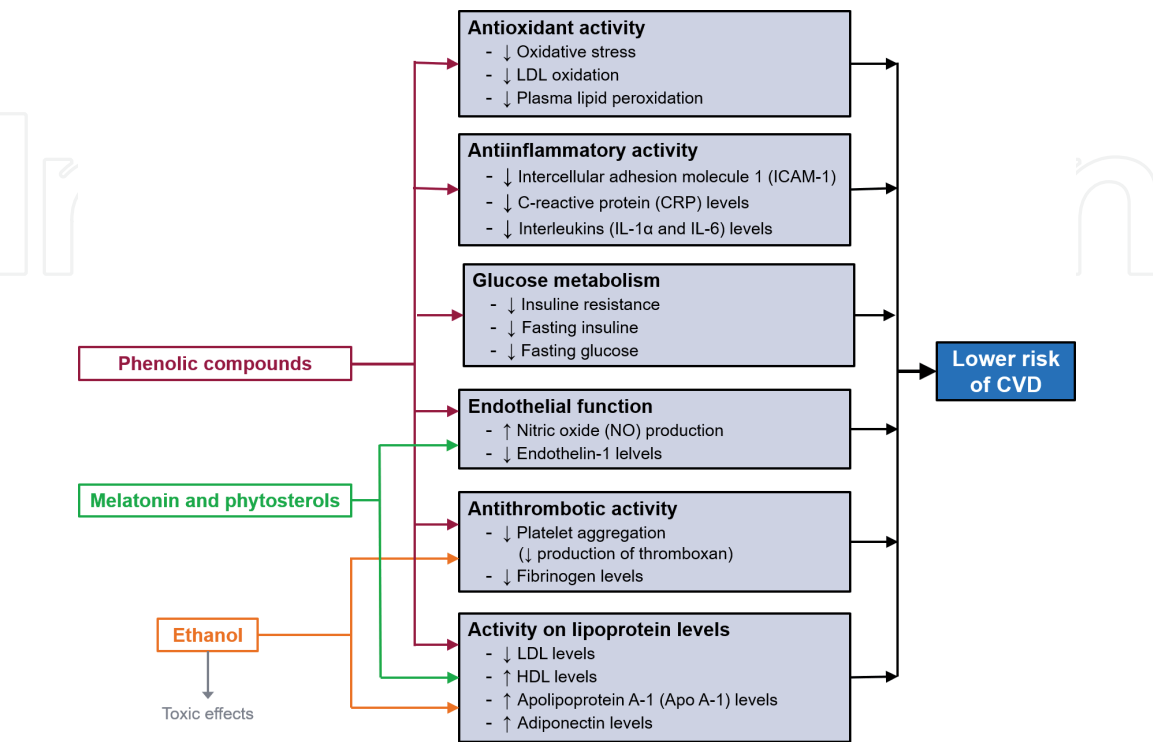 Antioxidant activity
- ↓ Oxidative stress
- ↓ LDL oxidation
- ↓ Plasma lipid peroxidation
Antiinflammatory activity
- ↓ Intercellular adhesion molecule 1 (ICAM-1)
- ↓ C-reactive protein (CRP) levels
- ↓ Interleukins (IL-1α and IL-6) levels
Glucose metabolism
- ↓ Insuline resistance
- ↓ Fasting insuline
- ↓ Fasting glucose
Phenolic compounds
Lower risk
of CVD
Endothelial function
- ↑ Nitric oxide (NO) production
- ↓ Endothelin-1 lelvels
Melatonin and phytosterols
Antithrombotic activity
- ↓ Platelet aggregation
(↓ production of thromboxan)
- ↓ Fibrinogen levels
Ethanol
Toxic effects
Activity on lipoprotein levels
- ↓ LDL levels
- ↑ HDL levels
- ↑ Apolipoprotein A-1 (Apo A-1) levels
- ↑ Adiponectin levels